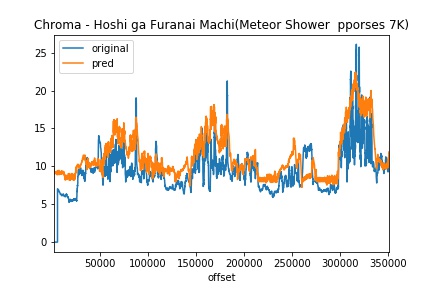 Chroma - Hoshi ga Furanai Machi(Meteor Shower  pporses 7K)
original
pred
25
20
15
10
5
0
50000 100000 150000 200000 250000 300000 350000
offset